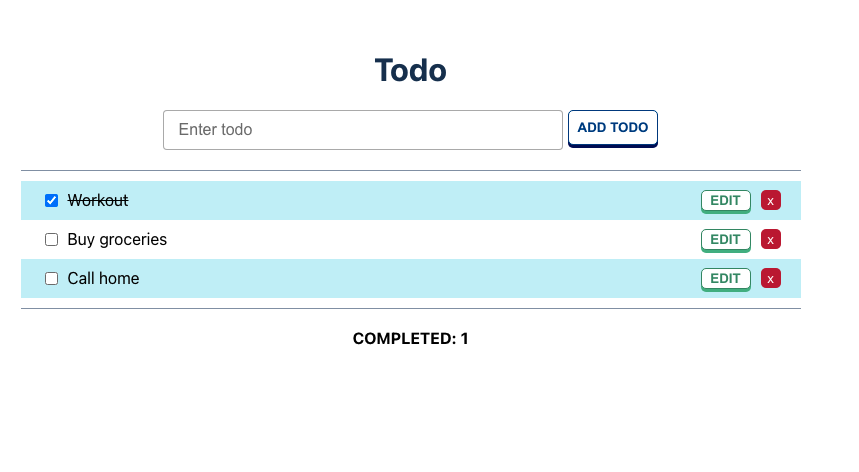 Todo
Enter todo ADD TODO
Workout EDIT x
Buy groceries EDIT x
Call home EDIT x
COMPLETED: 1